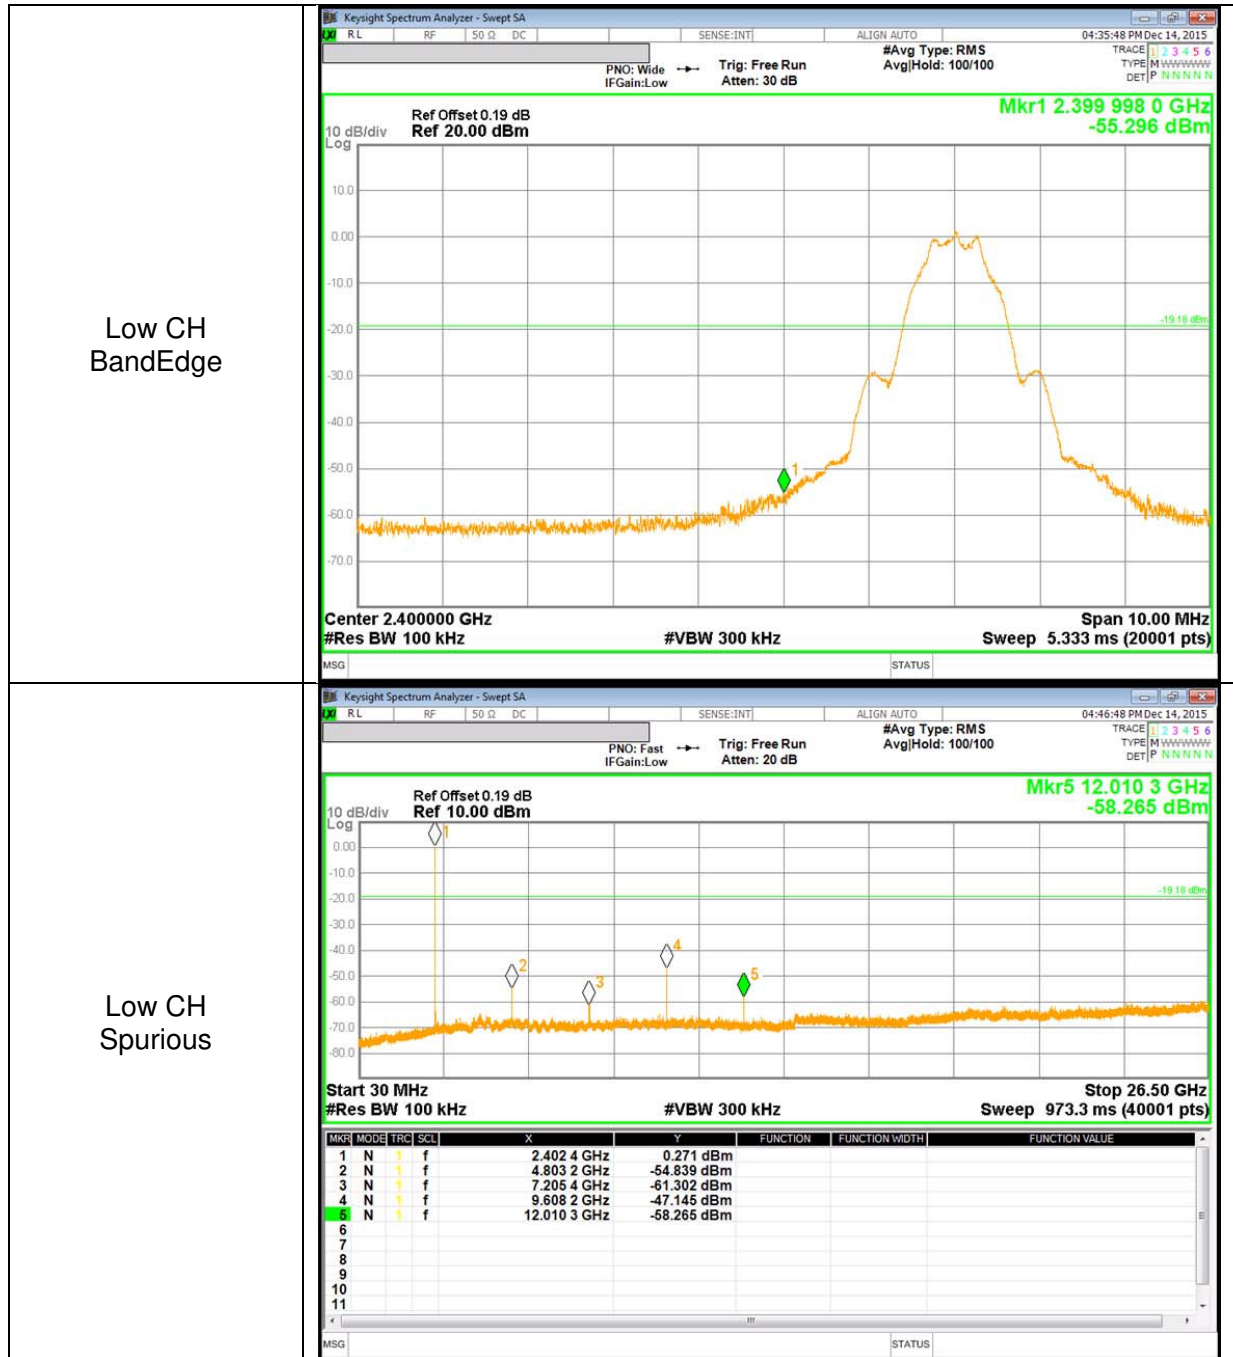 Low CH
BandEdge
Keysight Spectrum Analyzer - Swept SA
LXI RL RF 50 Ω DC SENSE:INT ALIGN AUTO 04:35:48 PM Dec 14, 2015
#Avg Type: RMS TRACE 1 2 3 4 5 6
PNO: Wide Trig: Free Run Avg|Hold: 100/100 TYPE M WWWWW
IFGain:Low Atten: 30 dB DET P N N N N N
Mkr1 2.399 998 0 GHz
-55.296 dBm
Ref Offset 0.19 dB
10 dB/div Ref 20.00 dBm
Log
10.0
0.00
-10.0
-19.18 dBm
-20.0
-30.0
-40.0
-50.0
1
-60.0
-70.0
Center 2.400000 GHz Span 10.00 MHz
#Res BW 100 kHz #VBW 300 kHz Sweep 5.333 ms (20001 pts)
MSG STATUS
Low CH
Spurious
Keysight Spectrum Analyzer - Swept SA
LXI RL RF 50 Ω DC SENSE:INT ALIGN AUTO 04:46:48 PM Dec 14, 2015
#Avg Type: RMS TRACE 1 2 3 4 5 6
PNO: Fast Trig: Free Run Avg|Hold: 100/100 TYPE M WWWWW
IFGain:Low Atten: 20 dB DET P N N N N N
Mkr5 12.010 3 GHz
-58.265 dBm
Ref Offset 0.19 dB
10 dB/div Ref 10.00 dBm
Log
1
0.00
-10.0
-19.18 dBm
-20.0
-30.0
-40.0
4
-50.0
2
3
5
-60.0
-70.0
-80.0
Start 30 MHz Stop 26.50 GHz
#Res BW 100 kHz #VBW 300 kHz Sweep 973.3 ms (40001 pts)
MKR MODE TRC SCL X Y FUNCTION FUNCTION WIDTH FUNCTION VALUE
1 N 1 f 2.402 4 GHz 0.271 dBm
2 N 1 f 4.803 2 GHz -54.839 dBm
3 N 1 f 7.205 4 GHz -61.302 dBm
4 N 1 f 9.608 2 GHz -47.145 dBm
5 N 1 f 12.010 3 GHz -58.265 dBm
6
7
8
9
10
11
MSG STATUS